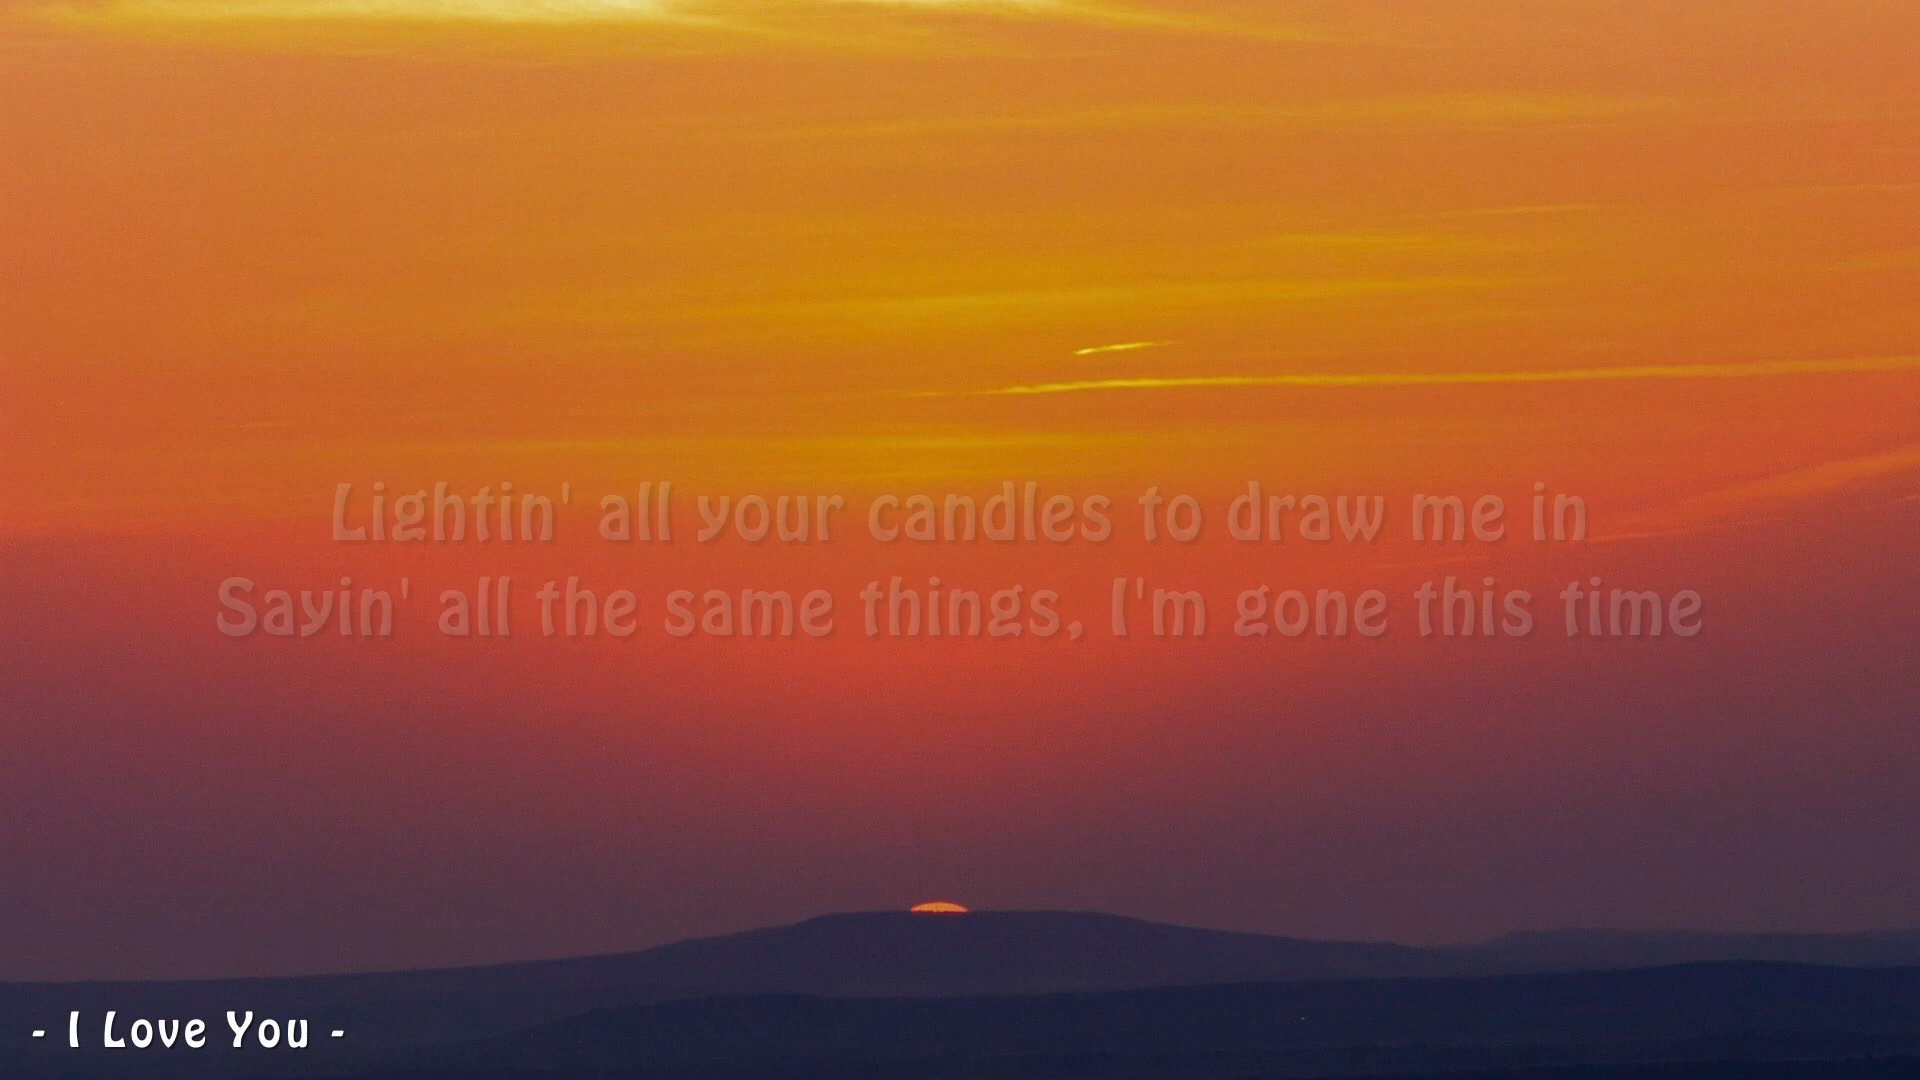 Lightin' all your candles to draw me in
Sayin' all the same things, I'm gone this time
- I Love You -